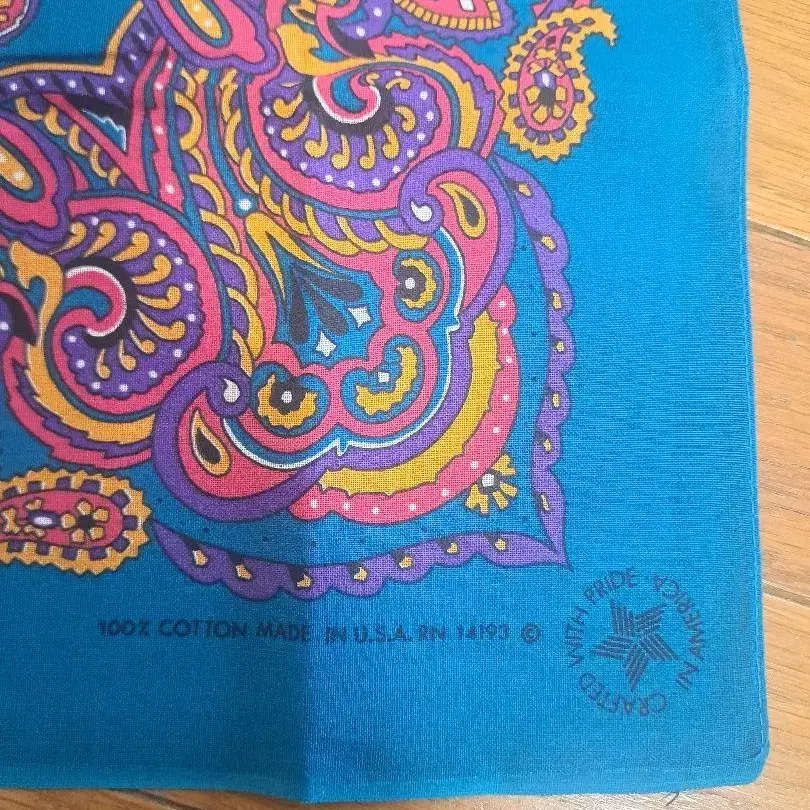 100% COTTON MADE IN U.S.A. RN 14193 ©
CRAFTED WITH PRIDE IN AMERICA